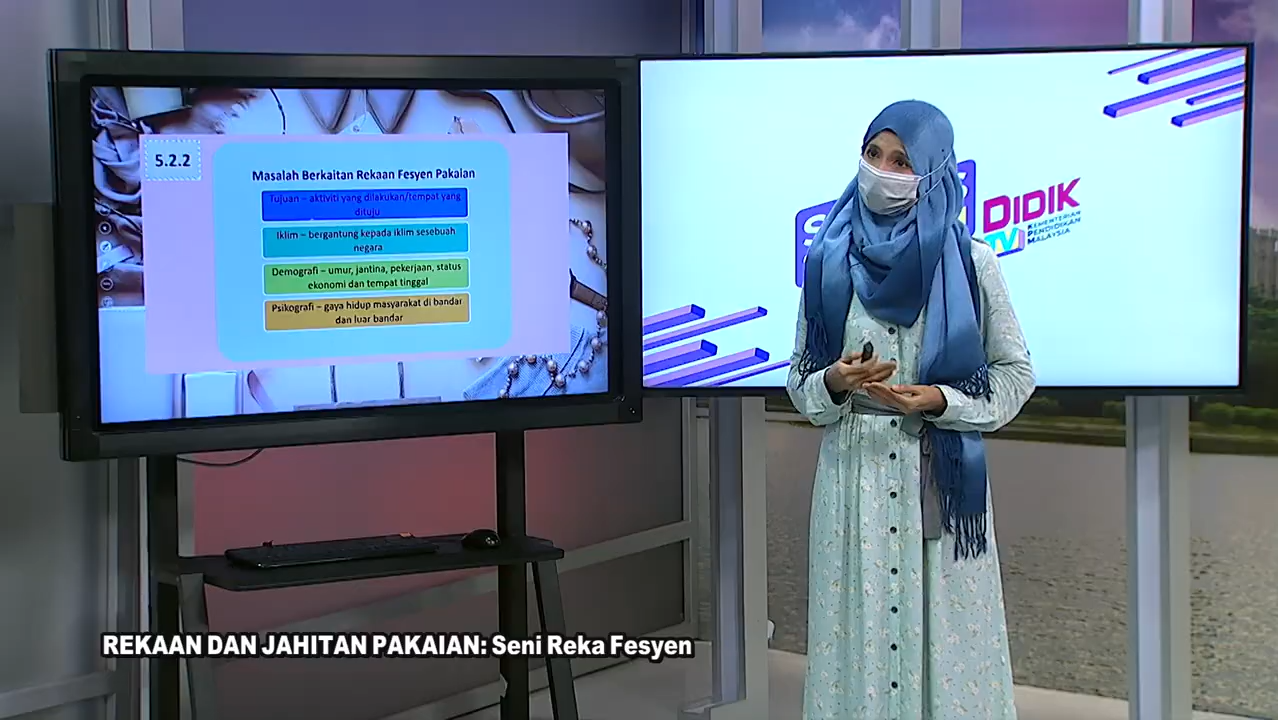 5.2.2
Masalah Berkaitan Rekaan Fesyen Pakaian
Tujuan – aktiviti yang dilakukan/tempat yang
dituju
Iklim – bergantung kepada iklim sesebuah
negara
Demografi – umur, jantina, pekerjaan, status
ekonomi dan tempat tinggal
Psikografi – gaya hidup masyarakat di bandar
dan luar bandar
DIDIK
TV
KEMENTERIAN
PENDIDIKAN
MALAYSIA
REKAAN DAN JAHITAN PAKAIAN: Seni Reka Fesyen